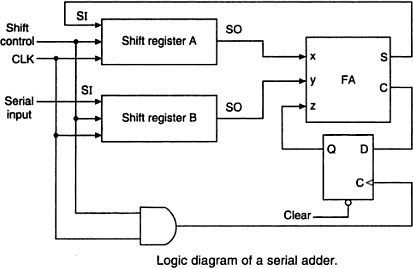 SI
Shift
control
CLK
Shift register A
SO
x
S
y
FA
C
z
Serial
input
SI
Shift register B
SO
Q
D
C
Clear
Logic diagram of a serial adder.